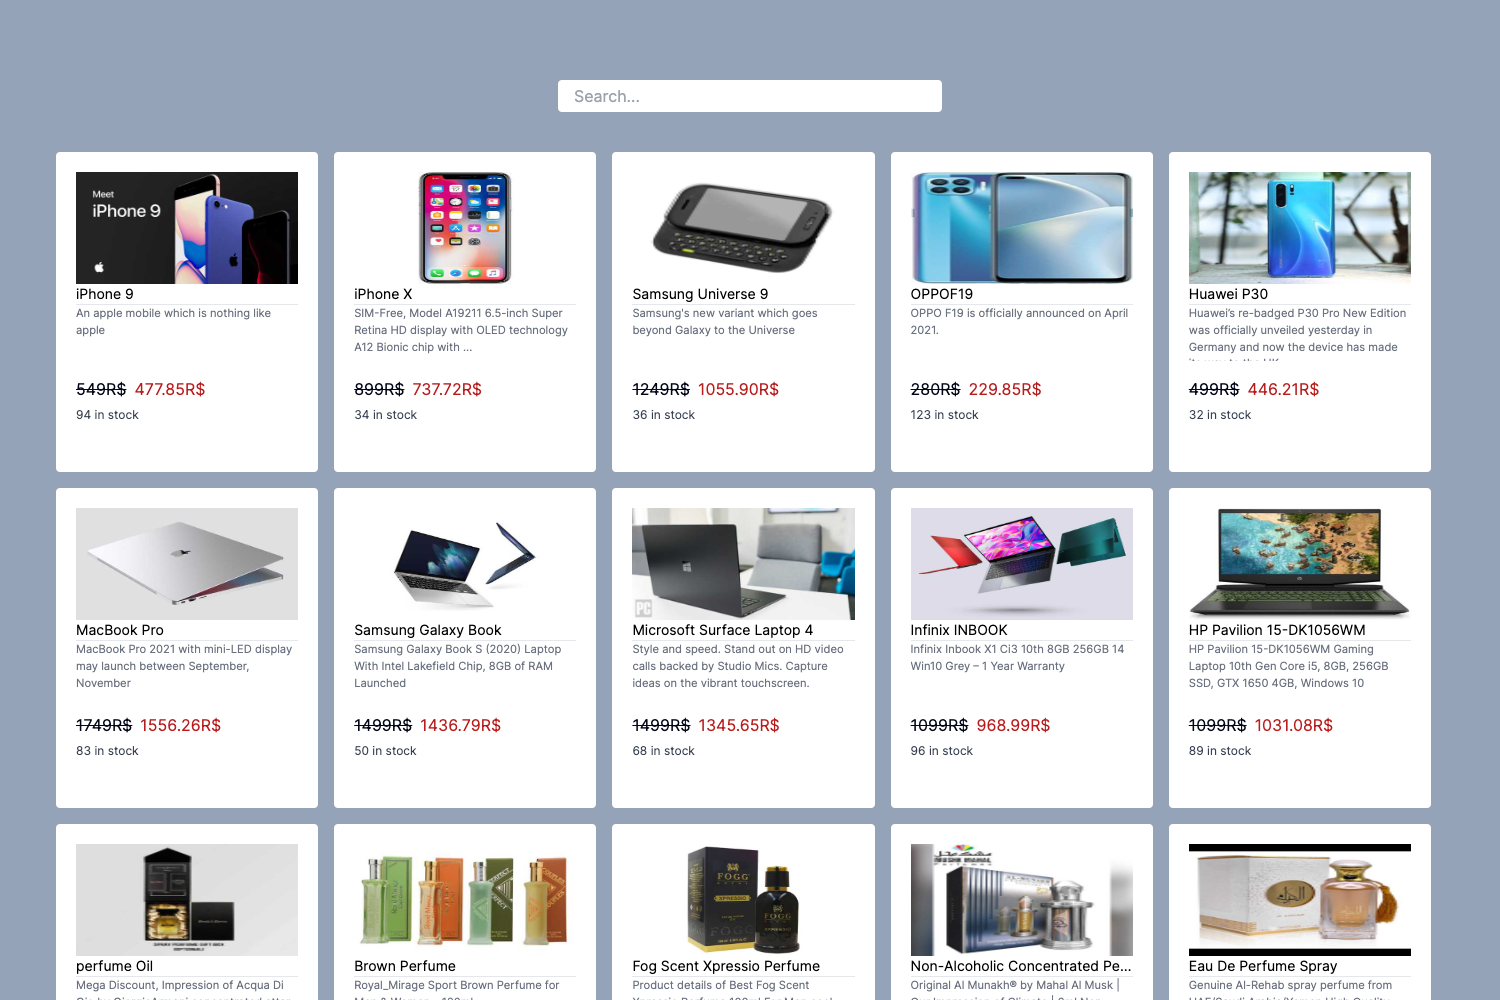 Search...
Meet
iPhone 9
iPhone 9
An apple mobile which is nothing like
apple
549R$ 477.85R$
94 in stock
iPhone X
SIM-Free, Model A19211 6.5-inch Super
Retina HD display with OLED technology
A12 Bionic chip with ...
899R$ 737.72R$
34 in stock
Samsung Universe 9
Samsung's new variant which goes
beyond Galaxy to the Universe
1249R$ 1055.90R$
36 in stock
OPPOF19
OPPO F19 is officially announced on April
2021.
280R$ 229.85R$
123 in stock
Huawei P30
Huawei’s re-badged P30 Pro New Edition
was officially unveiled yesterday in
Germany and now the device has made
499R$ 446.21R$
32 in stock
MacBook Pro
MacBook Pro 2021 with mini-LED display
may launch between September,
November
1749R$ 1556.26R$
83 in stock
Samsung Galaxy Book
Samsung Galaxy Book S (2020) Laptop
With Intel Lakefield Chip, 8GB of RAM
Launched
1499R$ 1436.79R$
50 in stock
PC
Microsoft Surface Laptop 4
Style and speed. Stand out on HD video
calls backed by Studio Mics. Capture
ideas on the vibrant touchscreen.
1499R$ 1345.65R$
68 in stock
Infinix INBOOK
Infinix Inbook X1 Ci3 10th 8GB 256GB 14
Win10 Grey – 1 Year Warranty
1099R$ 968.99R$
96 in stock
HP Pavilion 15-DK1056WM
HP Pavilion 15-DK1056WM Gaming
Laptop 10th Gen Core i5, 8GB, 256GB
SSD, GTX 1650 4GB, Windows 10
1099R$ 1031.08R$
89 in stock
perfume Oil
Mega Discount, Impression of Acqua Di
Brown Perfume
Royal_Mirage Sport Brown Perfume for
FOGG
XPRESSIO
FOGG
Fog Scent Xpressio Perfume
Product details of Best Fog Scent
Non-Alcoholic Concentrated Pe...
Original Al Munakh® by Mahal Al Musk |
Eau De Perfume Spray
Genuine Al-Rehab spray perfume from